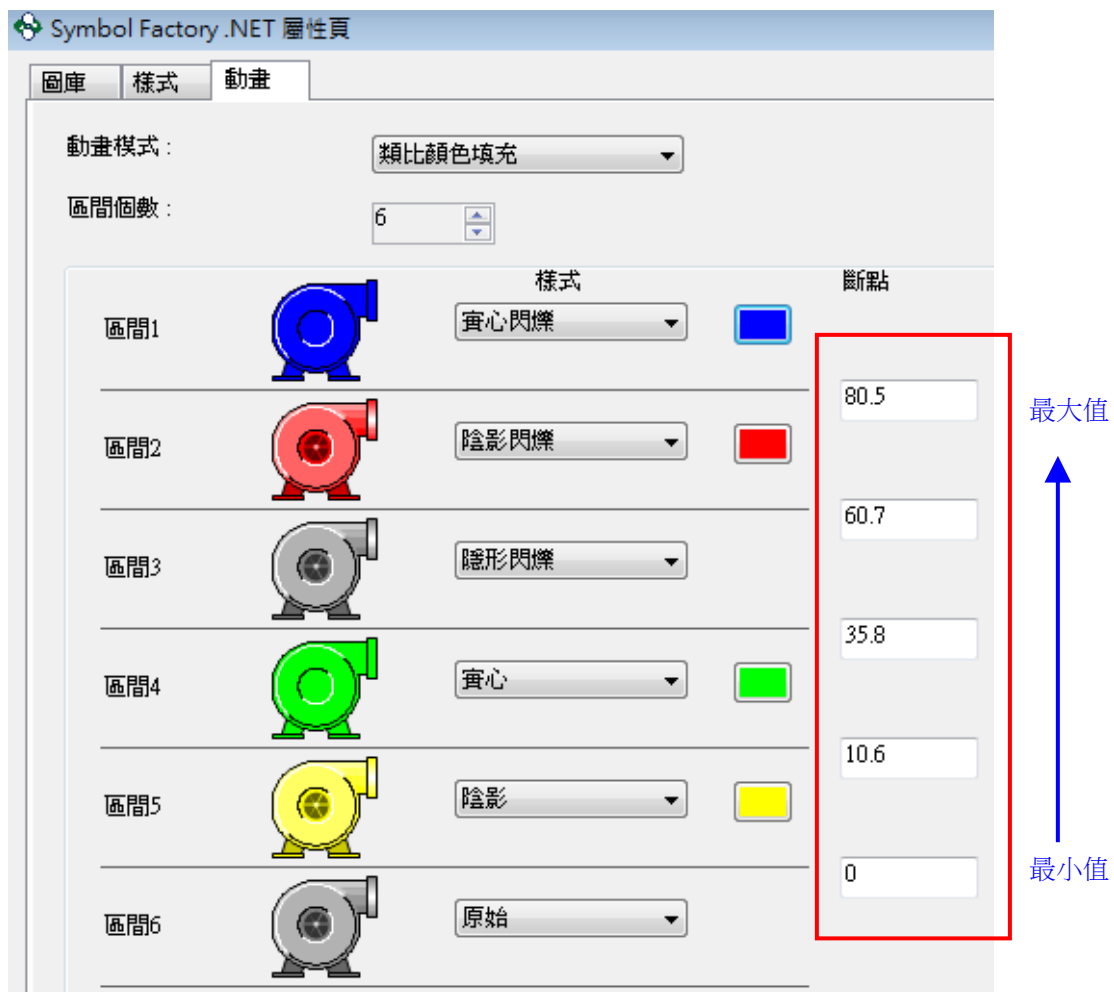 Symbol Factory .NET 屬性頁
圖庫 樣式 動畫
動畫模式 : 類比顏色填充
區間個數 : 6
樣式 斷點
區間1 實心閃爍
80.5 最大值
區間2 陰影閃爍
60.7
區間3 隱形閃爍
35.8
區間4 實心
10.6
區間5 陰影
0 最小值
區間6 原始